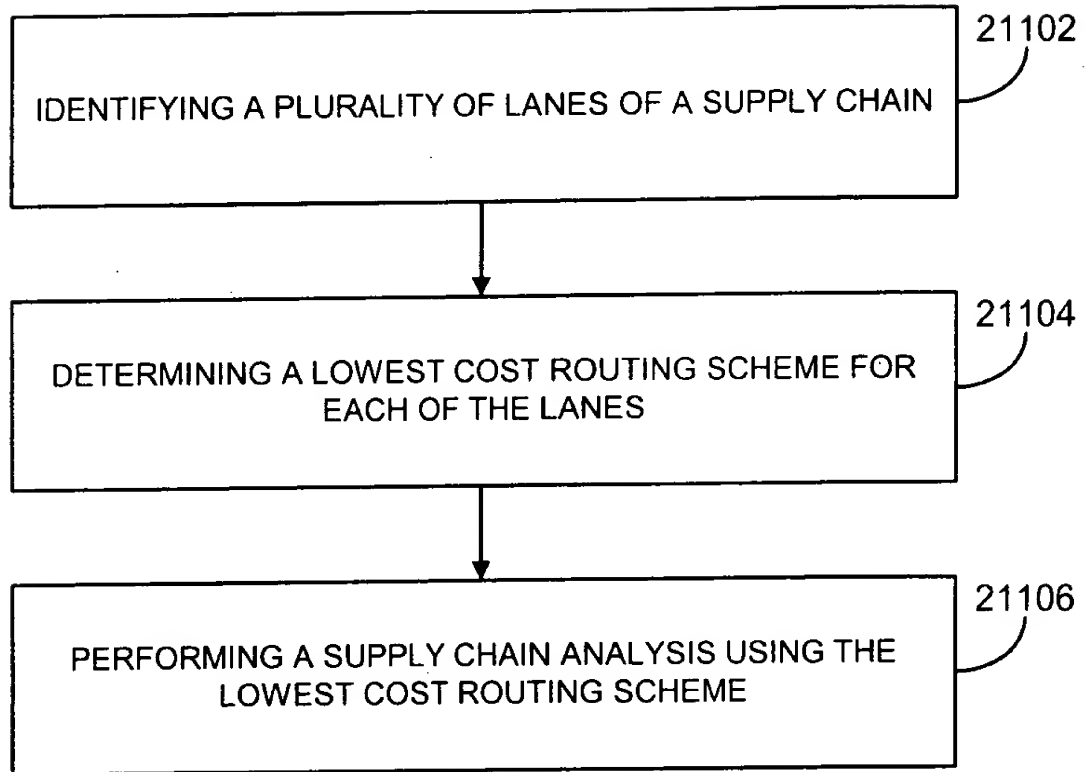 21102
IDENTIFYING A PLURALITY OF LANES OF A SUPPLY CHAIN
21104
DETERMINING A LOWEST COST ROUTING SCHEME FOR
EACH OF THE LANES
21106
PERFORMING A SUPPLY CHAIN ANALYSIS USING THE
LOWEST COST ROUTING SCHEME